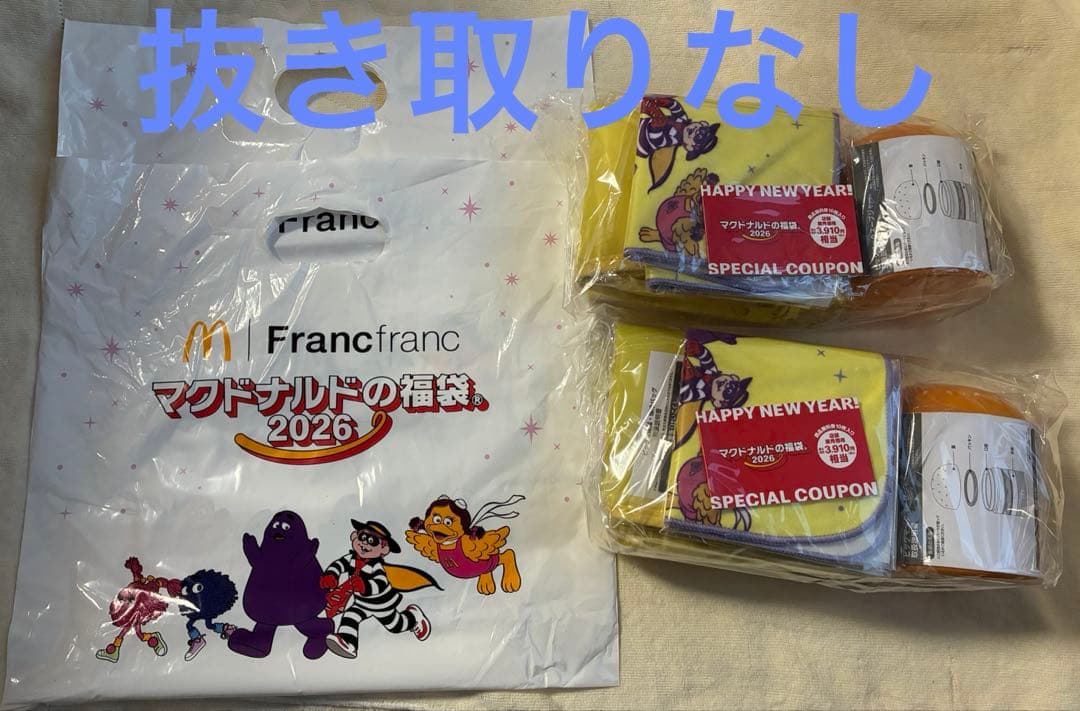 抜き取りなし
Franc
Francfranc
マクドナルドの福袋®
2026
HAPPY NEW YEAR!
マクドナルドの福袋
2026
3,910円
相当
SPECIAL COUPON
HAPPY NEW YEAR!
マクドナルドの福袋
2026
3,910円
相当
SPECIAL COUPON